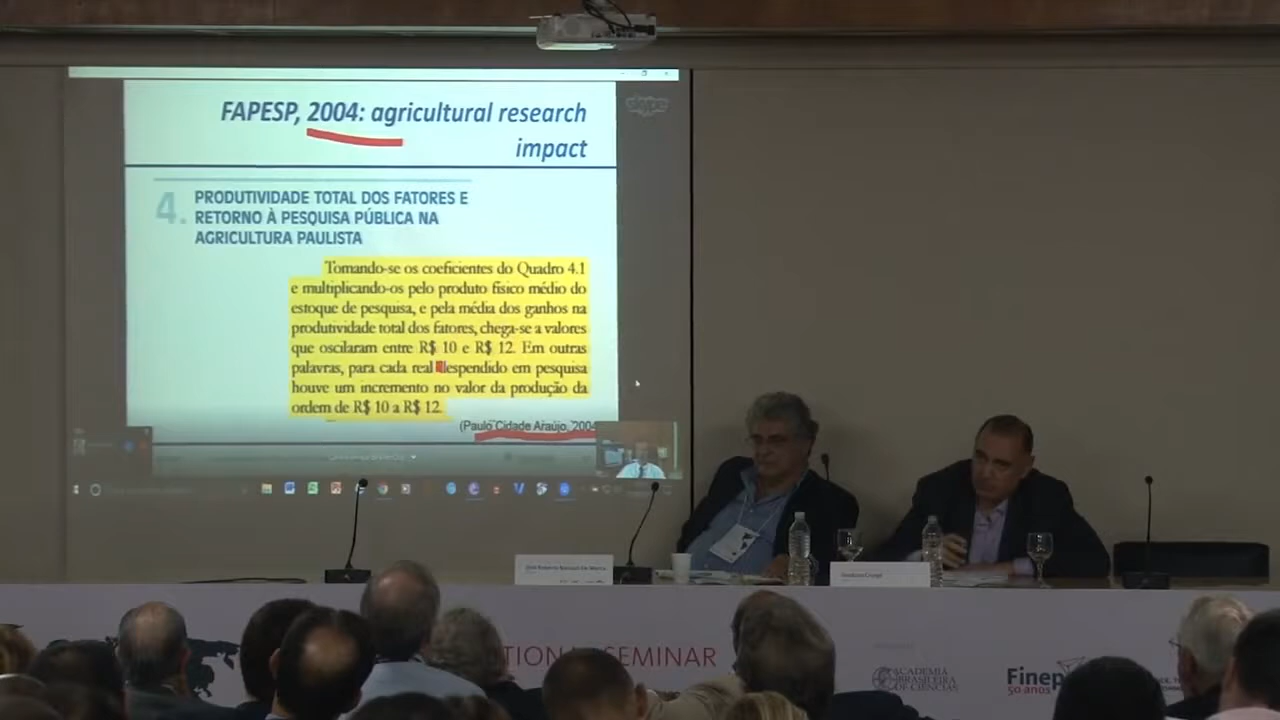 FAPESP, 2004: agricultural research
impact
skype
4. PRODUTIVIDADE TOTAL DOS FATORES E
RETORNO À PESQUISA PÚBLICA NA
AGRICULTURA PAULISTA
Tomando-se os coeficientes do Quadro 4.1
e multiplicando-os pelo produto físico médio do
estoque de pesquisa, e pela média dos ganhos na
produtividade total dos fatores, chega-se a valores
que oscilaram entre R$ 10 e R$ 12. Em outras
palavras, para cada real despendido em pesquisa
houve um incremento no valor da produção da
ordem de R$ 10 a R$ 12.
(Paulo Cidade Araújo, 2004
SEMINAR
ACADEMIA
BRASILEIRA
DE CIÊNCIAS
Finep
50 anos